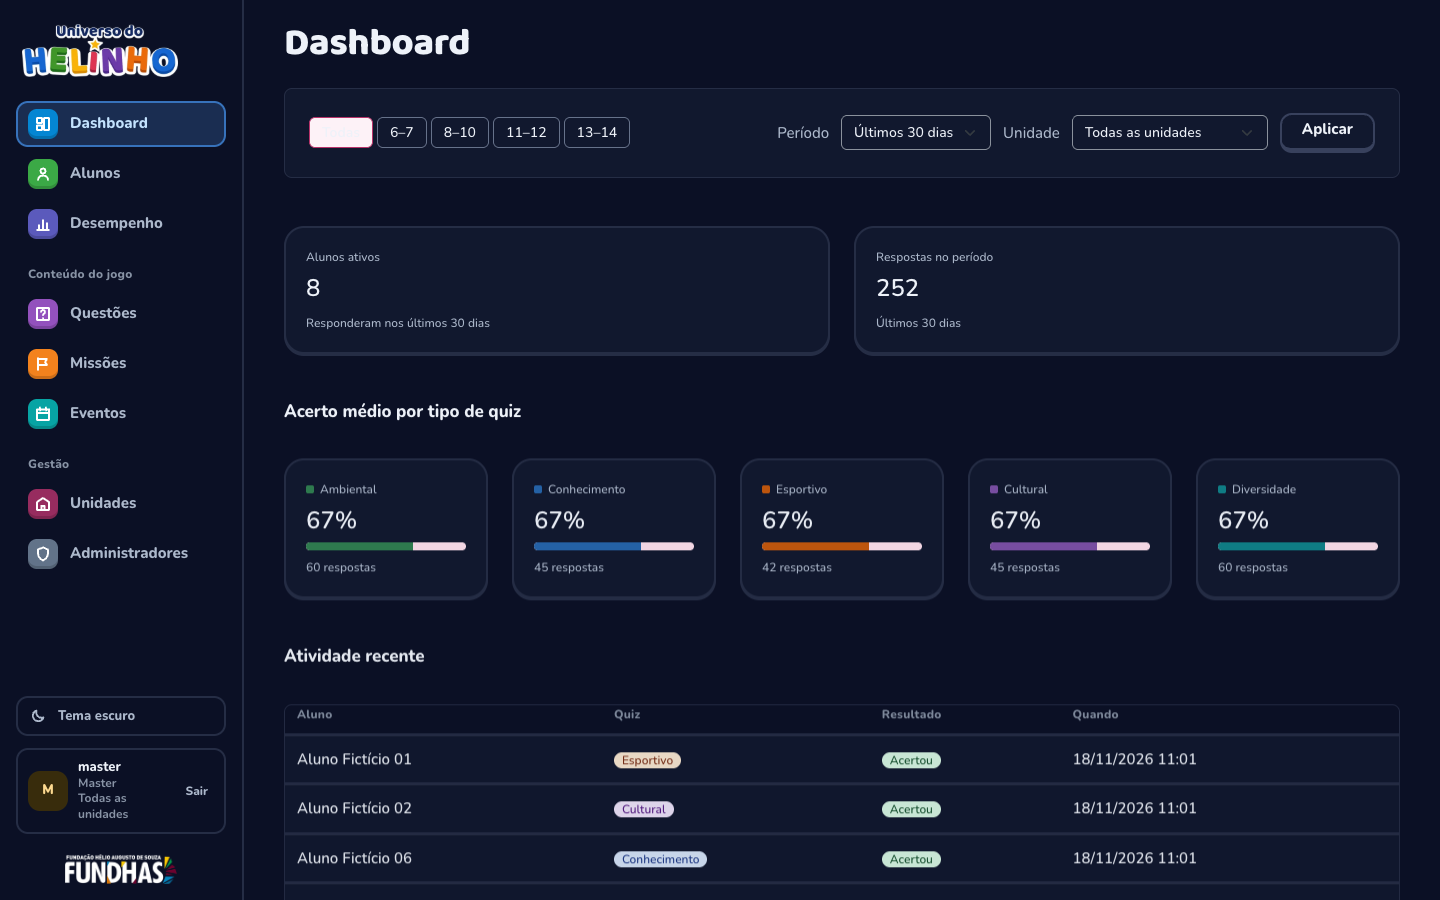 Universo do
HELINHO
Dashboard
Alunos
Desempenho
Conteúdo do jogo
Questões
Missões
Eventos
Gestão
Unidades
Administradores
Tema escuro
M
master
Master
Todas as
unidades
Sair
FUNDAÇÃO HÉLIO AUGUSTO DE SOUZA
FUNDHAS
Dashboard
6–7
8–10
11–12
13–14
Período
Últimos 30 dias
Unidade
Todas as unidades
Aplicar
Alunos ativos
8
Responderam nos últimos 30 dias
Respostas no período
252
Últimos 30 dias
Acerto médio por tipo de quiz
Ambiental
67%
60 respostas
Conhecimento
67%
45 respostas
Esportivo
67%
42 respostas
Cultural
67%
45 respostas
Diversidade
67%
60 respostas
Atividade recente
Aluno Quiz Resultado Quando
Aluno Fictício 01 Esportivo Acertou 18/11/2026 11:01
Aluno Fictício 02 Cultural Acertou 18/11/2026 11:01
Aluno Fictício 06 Conhecimento Acertou 18/11/2026 11:01